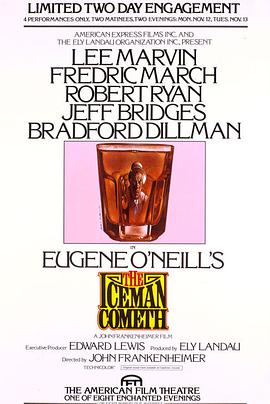 LIMITED TWO DAY ENGAGEMENT
4 PERFORMANCES ONLY, TWO MATINEES, TWO EVENINGS: MON. NOV. 12, TUES. NOV. 13
AMERICAN EXPRESS FILMS INC. AND
THE ELY LANDAU ORGANIZATION INC., PRESENT
LEE MARVIN
FREDRIC MARCH
ROBERT RYAN
JEFF BRIDGES
BRADFORD DILLMAN
IN
EUGENE O'NEILL'S
THE
ICEMAN
COMETH
A JOHN FRANKENHEIMER FILM
Executive Producer EDWARD LEWIS Produced by ELY LANDAU
Directed by JOHN FRANKENHEIMER
TECHNICOLOR
AFT
THE AMERICAN FILM THEATRE
ONE OF EIGHT ENCHANTED EVENINGS